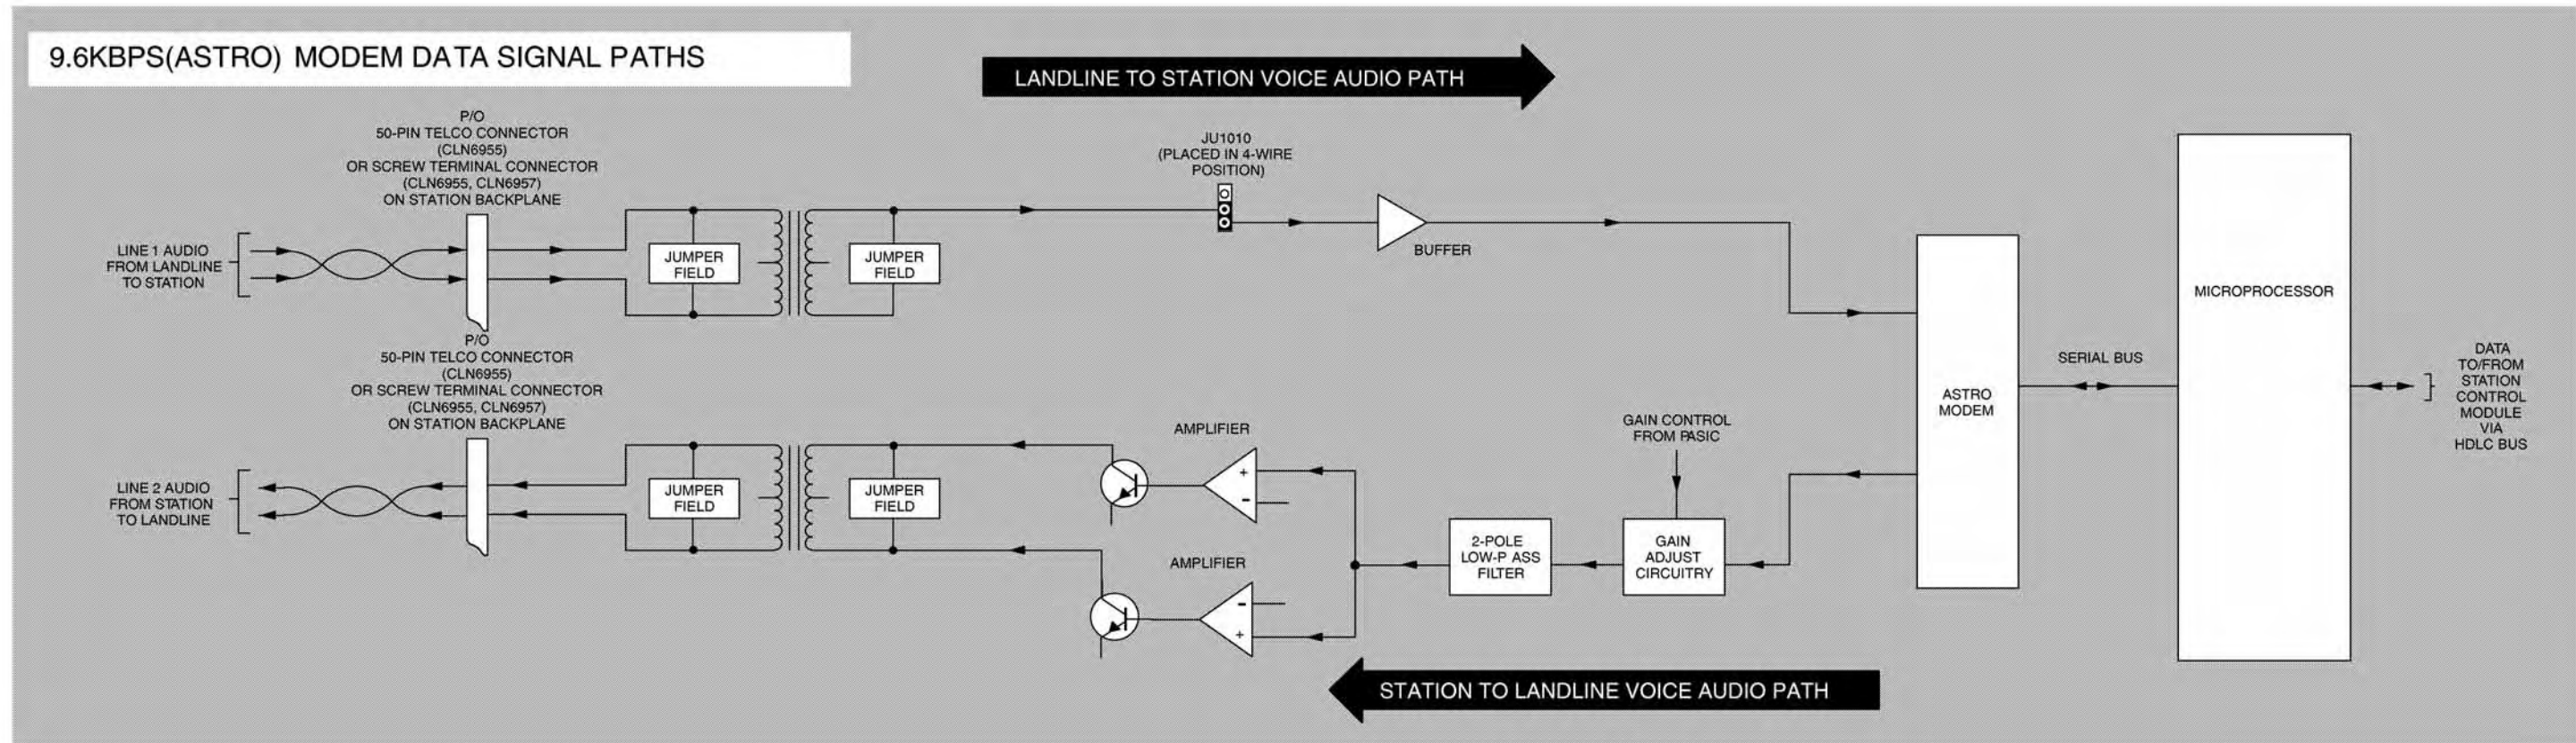 9.6KBPS(ASTRO) MODEM DATA SIGNAL PATHS
LANDLINE TO STATION VOICE AUDIO PATH
P/O
50-PIN TELCO CONNECTOR
(CLN6955)
OR SCREW TERMINAL CONNECTOR
(CLN6955, CLN6957)
ON STATION BACKPLANE
LINE 1 AUDIO
FROM LANDLINE
TO STATION
JUMPER
FIELD
JUMPER
FIELD
JU1010
(PLACED IN 4-WIRE
POSITION)
BUFFER
ASTRO
MODEM
SERIAL BUS
MICROPROCESSOR
DATA
TO/FROM
STATION
CONTROL
MODULE
VIA
HDLC BUS
P/O
50-PIN TELCO CONNECTOR
(CLN6955)
OR SCREW TERMINAL CONNECTOR
(CLN6955, CLN6957)
ON STATION BACKPLANE
LINE 2 AUDIO
FROM STATION
TO LANDLINE
JUMPER
FIELD
JUMPER
FIELD
AMPLIFIER
+
-
AMPLIFIER
-
+
2-POLE
LOW-P ASS
FILTER
GAIN CONTROL
FROM PASIC
GAIN
ADJUST
CIRCUITRY
STATION TO LANDLINE VOICE AUDIO PATH